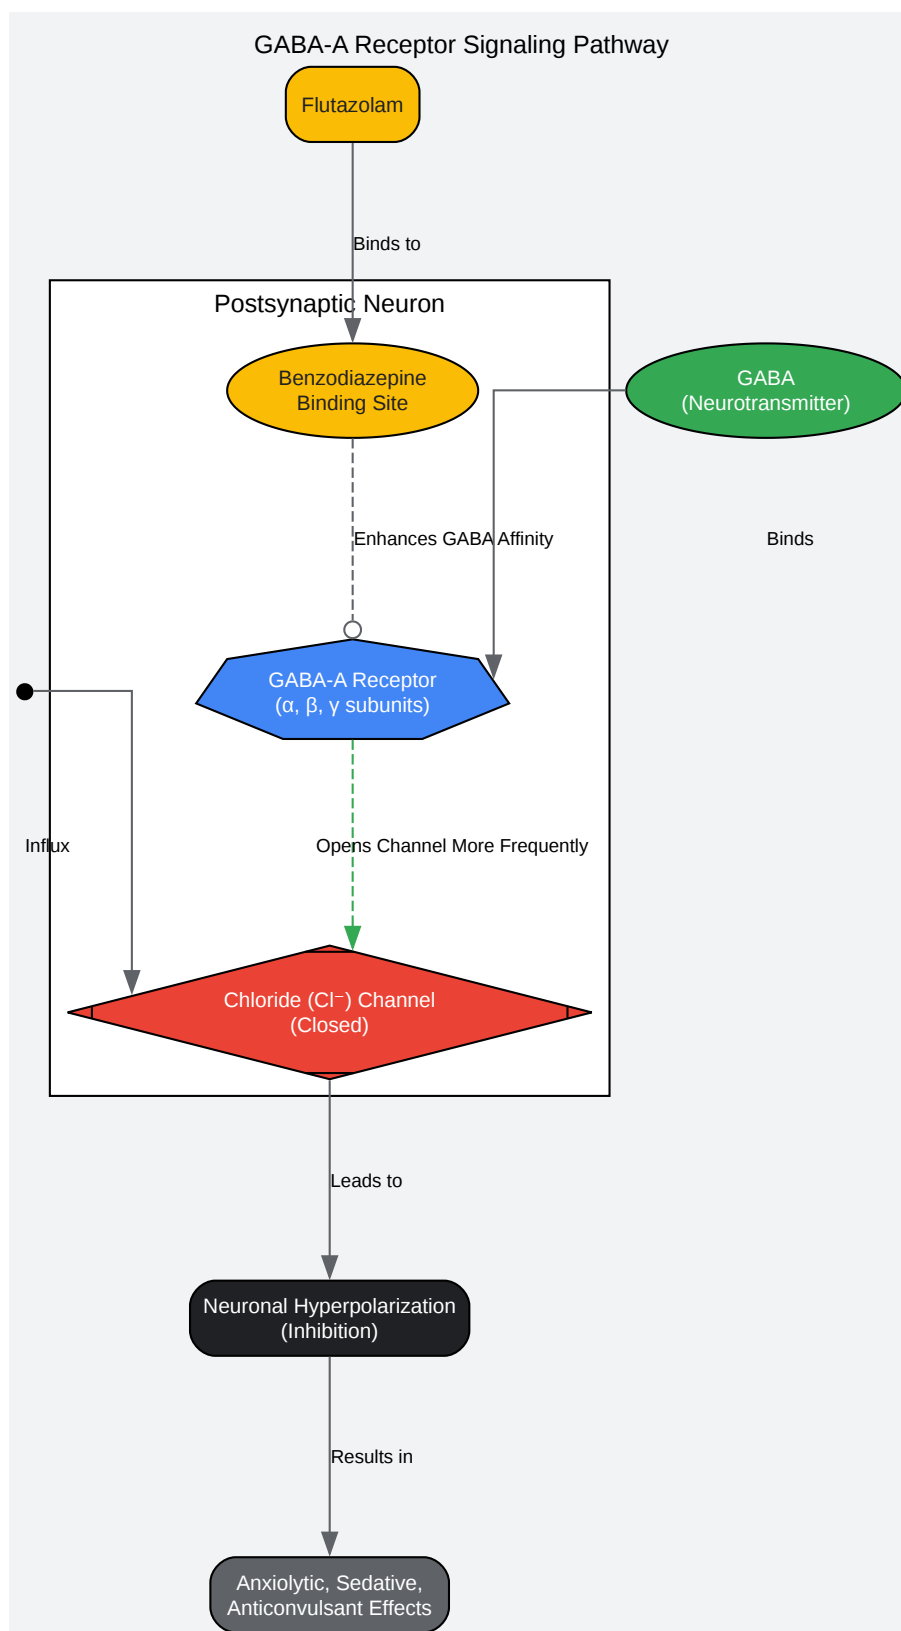 GABA-A Receptor Signaling Pathway
Flutazolam
Binds to
Postsynaptic Neuron
Benzodiazepine
Binding Site
GABA
(Neurotransmitter)
Enhances GABA Affinity
Binds
GABA-A Receptor
(α, β, γ subunits)
Influx
Opens Channel More Frequently
Chloride (Cl⁻) Channel
(Closed)
Leads to
Neuronal Hyperpolarization
(Inhibition)
Results in
Anxiolytic, Sedative,
Anticonvulsant Effects